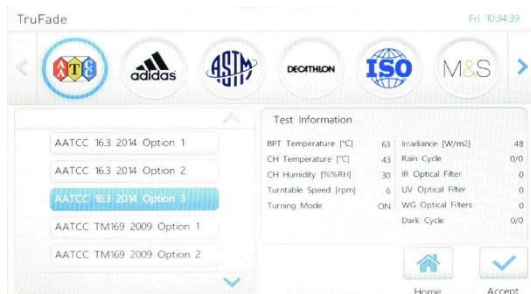 TruFade
Fri 10:34:39
AATCC
adidas
ASTM
DECATHLON
ISO
M&S
AATCC 16.3 2014 Option 1
AATCC 16.3 2014 Option 2
AATCC 16.3 2014 Option 3
AATCC TM169 2009 Option 1
AATCC TM169 2009 Option 2
Test Information
BPT Temperature [°C] 63
CH Temperature [°C] 43
CH Humidity [%%RH] 30
Turntable Speed [rpm] 6
Turning Mode ON
Irradiance [W/m2] 48
Rain Cycle 0/0
IR Optical Filter 0
UV Optical Filter 0
WG Optical Filters 0
Dark Cycle 0/0
Home
Accept